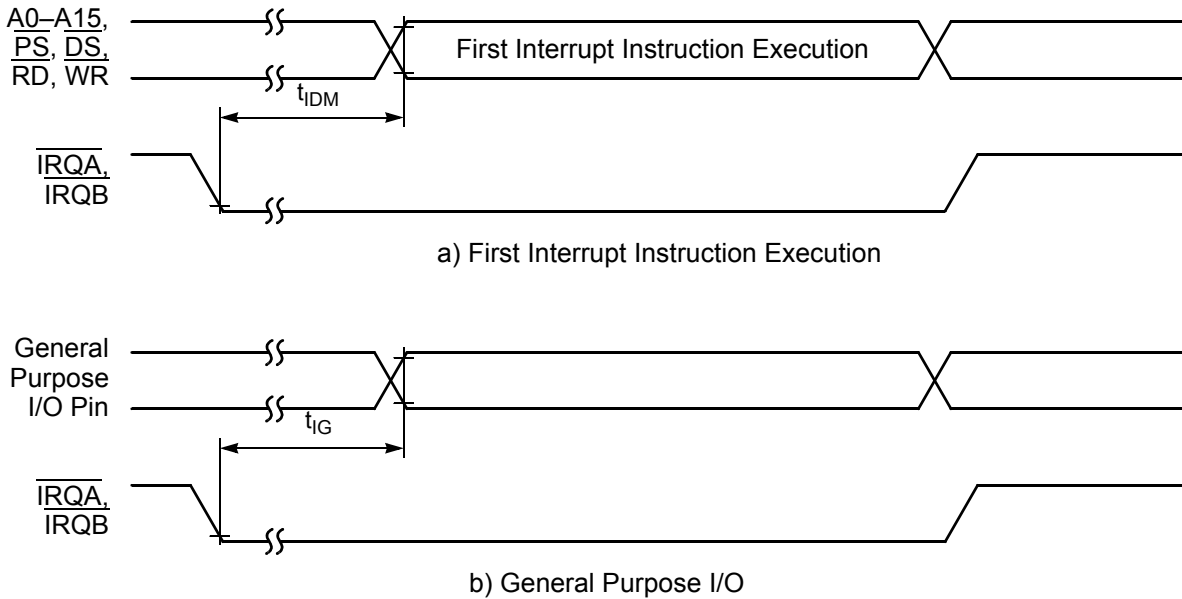 A0–A15,
PS, DS,
RD, WR
First Interrupt Instruction Execution
tIDM
IRQA,
IRQB
a) First Interrupt Instruction Execution
General
Purpose
I/O Pin
tIG
IRQA,
IRQB
b) General Purpose I/O